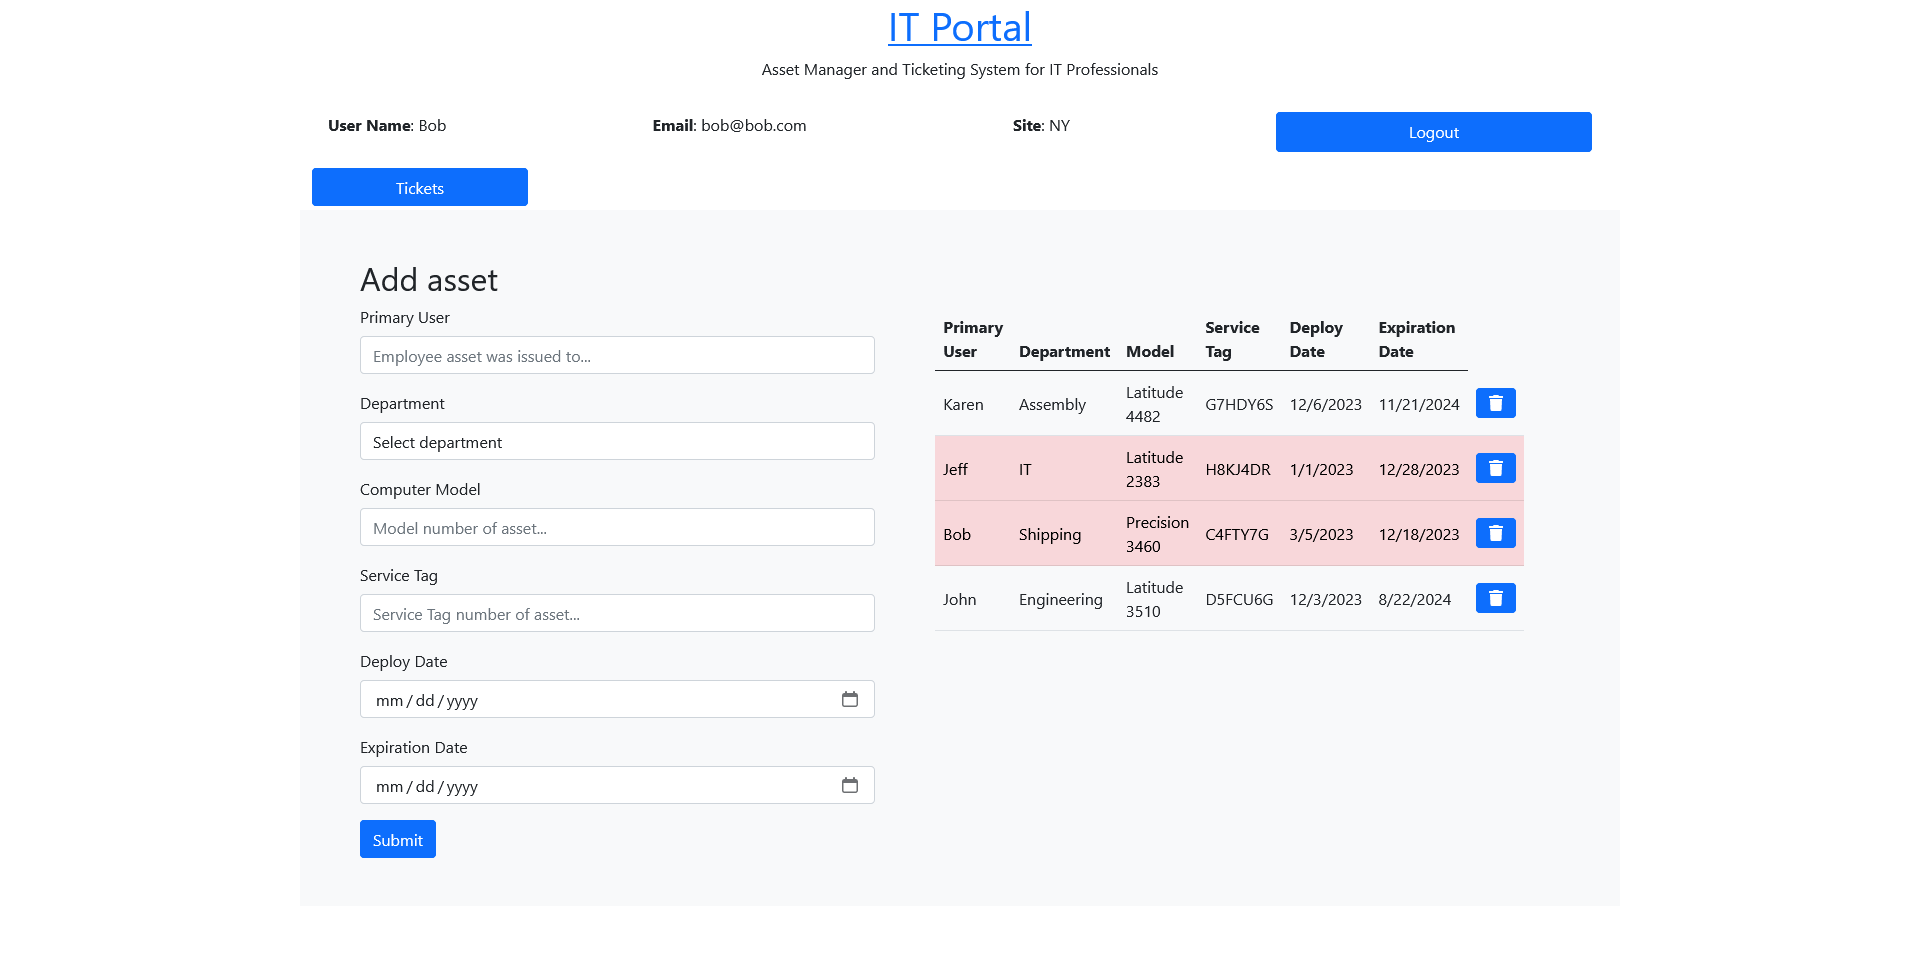 IT Portal
Asset Manager and Ticketing System for IT Professionals
User Name: Bob Email: bob@bob.com Site: NY Logout
Tickets
Add asset
Primary User
Employee asset was issued to...
Department
Select department
Computer Model
Model number of asset...
Service Tag
Service Tag number of asset...
Deploy Date
mm/dd/yyyy
Expiration Date
mm/dd/yyyy
Submit
Primary User Department Model Service Tag Deploy Date Expiration Date
Karen Assembly Latitude 4482 G7HDY6S 12/6/2023 11/21/2024
Jeff IT Latitude 2383 H8KJ4DR 1/1/2023 12/28/2023
Bob Shipping Precision 3460 C4FTY7G 3/5/2023 12/18/2023
John Engineering Latitude 3510 D5FCU6G 12/3/2023 8/22/2024